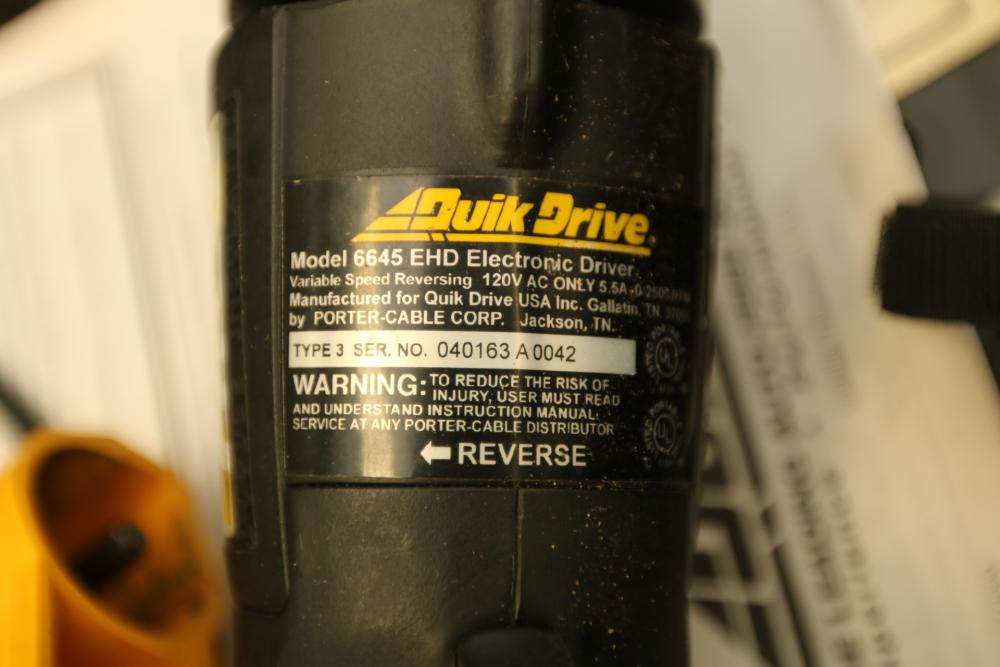 Quik Drive
Model 6645 EHD Electronic Driver
Variable Speed Reversing 120V AC ONLY 5.5A
Manufactured for Quik Drive USA Inc. Gallatin, TN.
by PORTER-CABLE CORP. Jackson, TN.
TYPE 3 SER. NO. 040163 A 0042
WARNING: TO REDUCE THE RISK OF
INJURY, USER MUST READ
AND UNDERSTAND INSTRUCTION MANUAL.
SERVICE AT ANY PORTER-CABLE DISTRIBUTOR
REVERSE